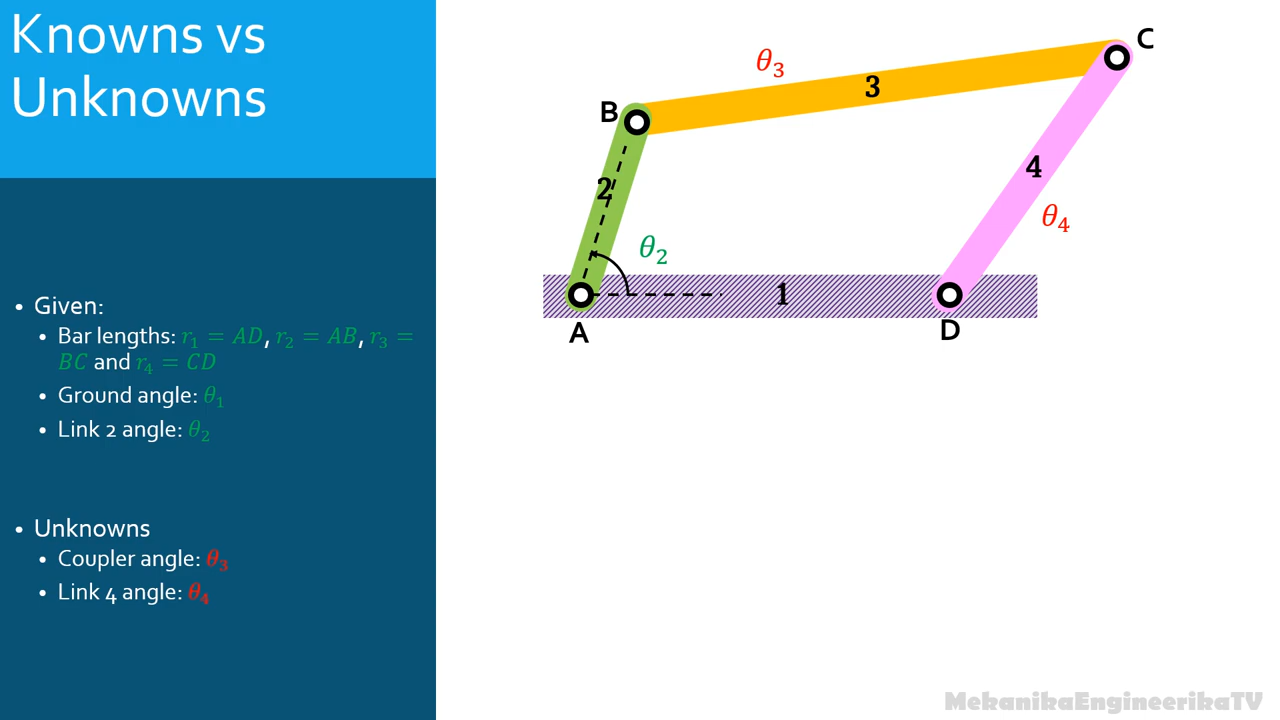 Knowns vs
Unknowns
• Given:
• Bar lengths: r₁ = AD, r₂ = AB, r₃ =
BC and r₄ = CD
• Ground angle: θ₁
• Link 2 angle: θ₂
• Unknowns
• Coupler angle: θ₃
• Link 4 angle: θ₄
C
θ₃
3
B
4
2
θ₄
θ₂
1
A
D
MekanikaEngineerikaTV